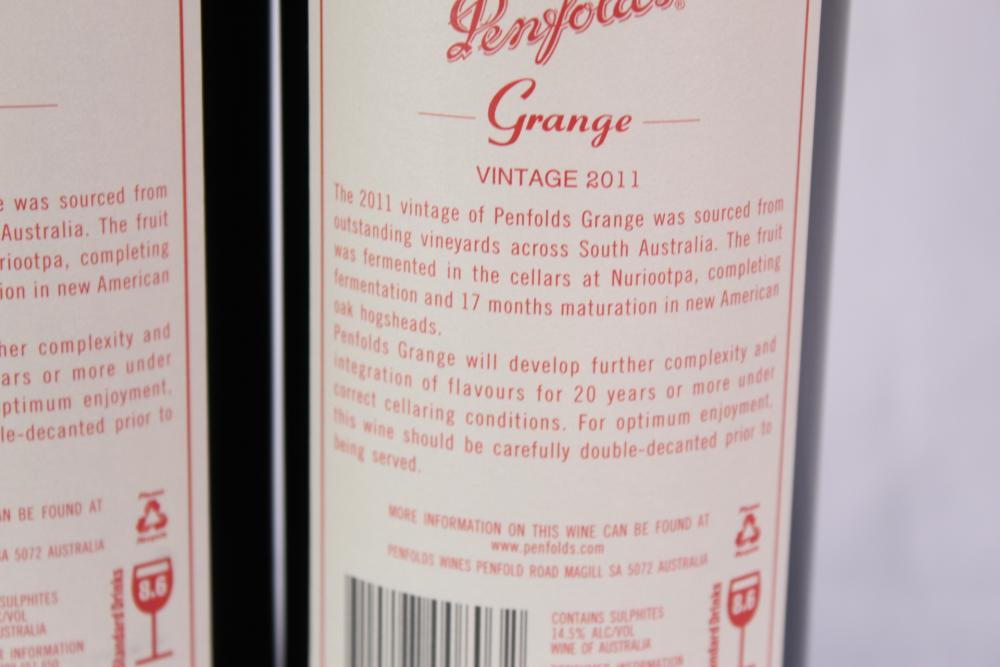 e was sourced from
Australia. The fruit
riootpa, completing
ion in new American
her complexity and
ars or more under
ptimum enjoyment,
le-decanted prior to
AN BE FOUND AT
SA 5072 AUSTRALIA
Standard Drinks
8.6
SULPHITES
C/VOL
USTRALIA
INFORMATION
Penfolds®
Grange
VINTAGE 2011
The 2011 vintage of Penfolds Grange was sourced from
outstanding vineyards across South Australia. The fruit
was fermented in the cellars at Nuriootpa, completing
fermentation and 17 months maturation in new American
oak hogsheads.
Penfolds Grange will develop further complexity and
integration of flavours for 20 years or more under
correct cellaring conditions. For optimum enjoyment,
this wine should be carefully double-decanted prior to
being served.
MORE INFORMATION ON THIS WINE CAN BE FOUND AT
www.penfolds.com
PENFOLDS WINES PENFOLD ROAD MAGILL SA 5072 AUSTRALIA
CONTAINS SULPHITES
14.5% ALC/VOL
WINE OF AUSTRALIA
INFORMATION
Standard Drinks
8.6